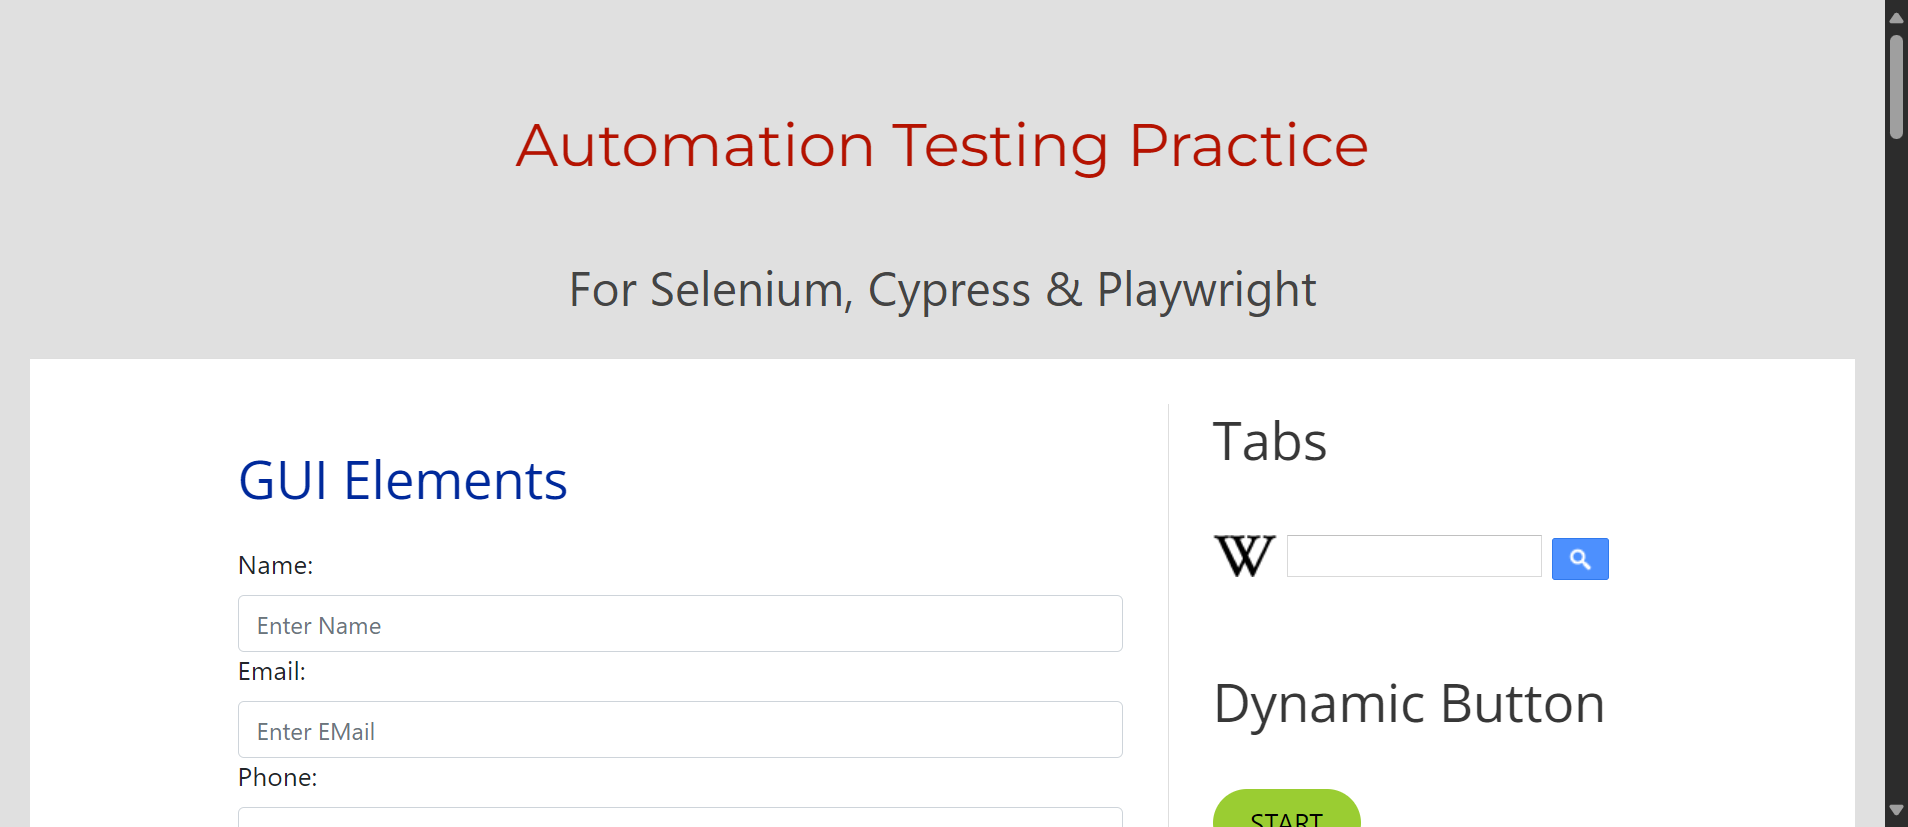 Automation Testing Practice
For Selenium, Cypress & Playwright
GUI Elements
Name:
Enter Name
Email:
Enter EMail
Phone:
Tabs
W
Dynamic Button
START